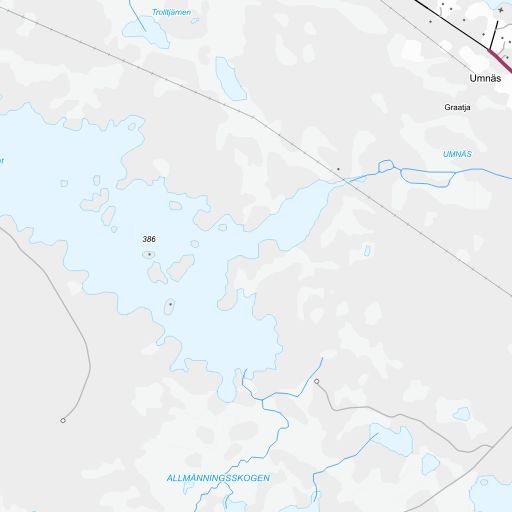 Trolltjärnen
Umnäs
Graatja
UMNÄS
386
ALLMÄNNINGSSKOGEN